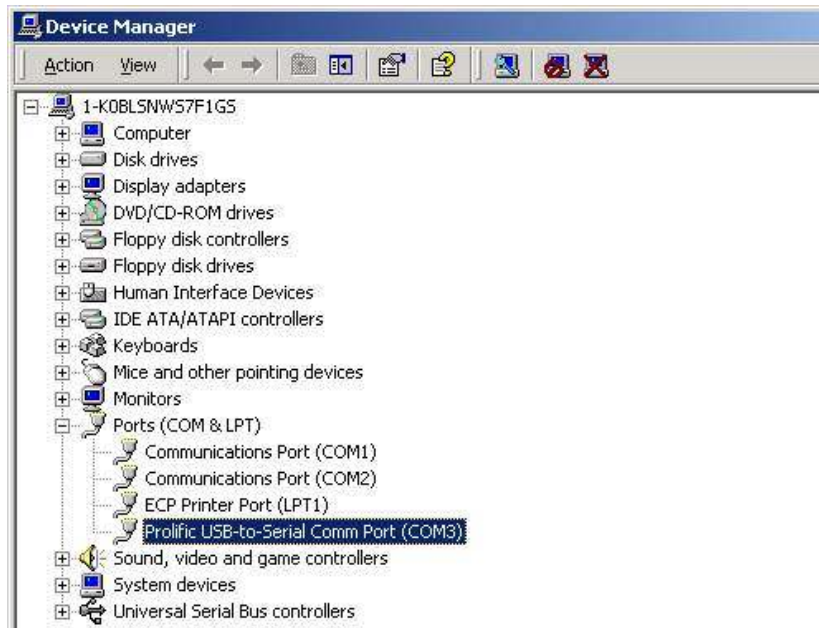 Device Manager
Action View
1-K0BLSNWS7F1GS
Computer
Disk drives
Display adapters
DVD/CD-ROM drives
Floppy disk controllers
Floppy disk drives
Human Interface Devices
IDE ATA/ATAPI controllers
Keyboards
Mice and other pointing devices
Monitors
Ports (COM & LPT)
Communications Port (COM1)
Communications Port (COM2)
ECP Printer Port (LPT1)
Prolific USB-to-Serial Comm Port (COM3)
Sound, video and game controllers
System devices
Universal Serial Bus controllers